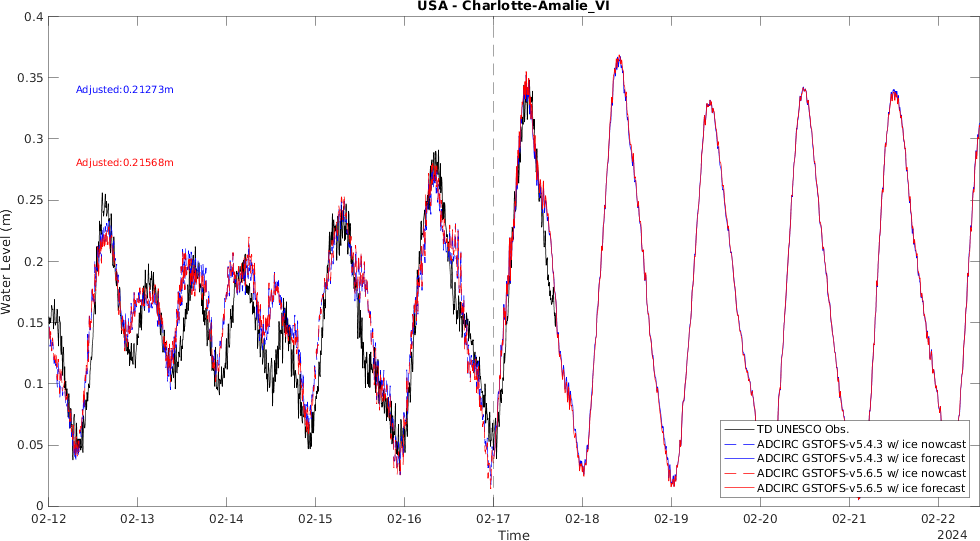 USA - Charlotte-Amalie_VI
0.4
0.35
0.3
0.25
0.2
0.15
0.1
0.05
0
Water Level (m)
Adjusted:0.21273m
Adjusted:0.21568m
TD UNESCO Obs.
ADCIRC GSTOFS-v5.4.3 w/ ice nowcast
ADCIRC GSTOFS-v5.4.3 w/ ice forecast
ADCIRC GSTOFS-v5.6.5 w/ ice nowcast
ADCIRC GSTOFS-v5.6.5 w/ ice forecast
02-12 02-13 02-14 02-15 02-16 02-17 02-18 02-19 02-20 02-21 02-22
2024
Time